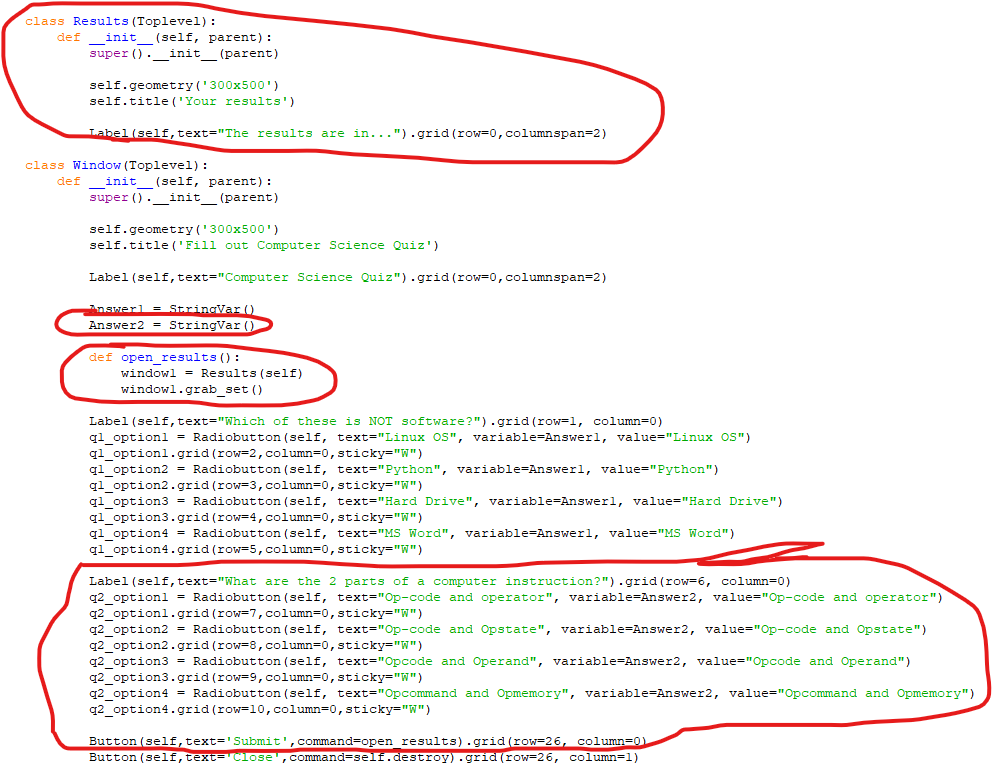 class Results(Toplevel):
    def __init__(self, parent):
        super().__init__(parent)

        self.geometry('300x500')
        self.title('Your results')

        Label(self,text="The results are in...").grid(row=0,columnspan=2)

class Window(Toplevel):
    def __init__(self, parent):
        super().__init__(parent)

        self.geometry('300x500')
        self.title('Fill out Computer Science Quiz')

        Label(self,text="Computer Science Quiz").grid(row=0,columnspan=2)

        Answer1 = StringVar()
        Answer2 = StringVar()

        def open_results():
            window1 = Results(self)
            window1.grab_set()

        Label(self,text="Which of these is NOT software?").grid(row=1, column=0)
        q1_option1 = Radiobutton(self, text="Linux OS", variable=Answer1, value="Linux OS")
        q1_option1.grid(row=2,column=0,sticky="W")
        q1_option2 = Radiobutton(self, text="Python", variable=Answer1, value="Python")
        q1_option2.grid(row=3,column=0,sticky="W")
        q1_option3 = Radiobutton(self, text="Hard Drive", variable=Answer1, value="Hard Drive")
        q1_option3.grid(row=4,column=0,sticky="W")
        q1_option4 = Radiobutton(self, text="MS Word", variable=Answer1, value="MS Word")
        q1_option4.grid(row=5,column=0,sticky="W")

        Label(self,text="What are the 2 parts of a computer instruction?").grid(row=6, column=0)
        q2_option1 = Radiobutton(self, text="Op-code and operator", variable=Answer2, value="Op-code and operator")
        q2_option1.grid(row=7,column=0,sticky="W")
        q2_option2 = Radiobutton(self, text="Op-code and Opstate", variable=Answer2, value="Op-code and Opstate")
        q2_option2.grid(row=8,column=0,sticky="W")
        q2_option3 = Radiobutton(self, text="Opcode and Operand", variable=Answer2, value="Opcode and Operand")
        q2_option3.grid(row=9,column=0,sticky="W")
        q2_option4 = Radiobutton(self, text="Opcommand and Opmemory", variable=Answer2, value="Opcommand and Opmemory")
        q2_option4.grid(row=10,column=0,sticky="W")

        Button(self,text='Submit',command=open_results).grid(row=26, column=0)
        Button(self,text='Close',command=self.destroy).grid(row=26, column=1)